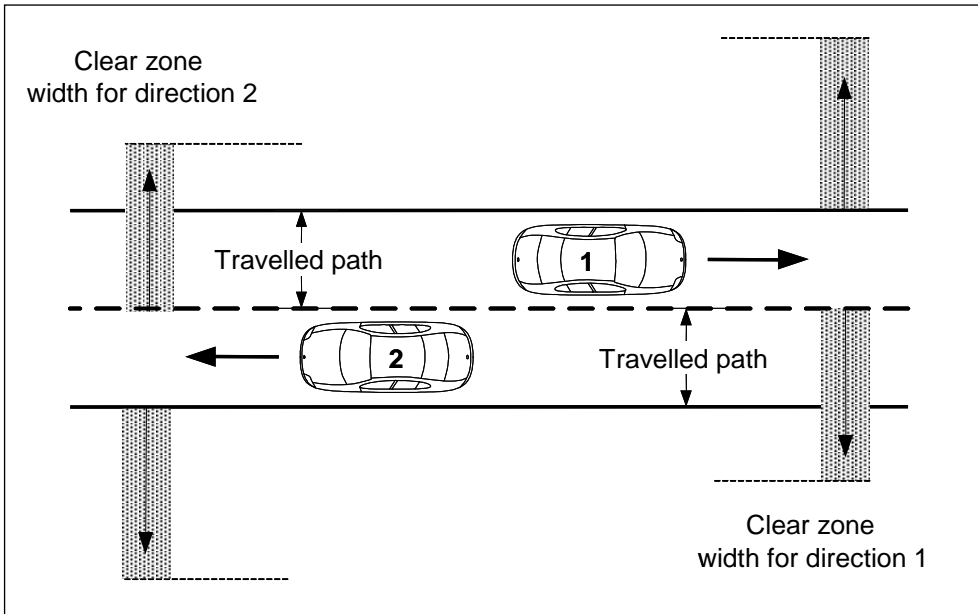 Clear zone
width for direction 2
Travelled path
1
2
Travelled path
Clear zone
width for direction 1